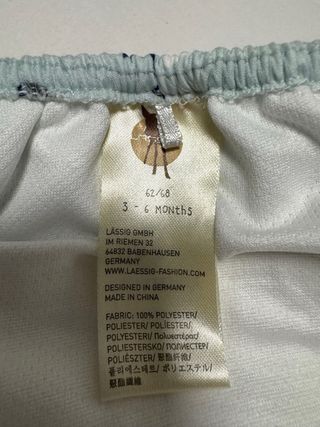 62/68
3 - 6 MONTHS
LÄSSIG GMBH
IM RIEMEN 32
64832 BABENHAUSEN
GERMANY
WWW.LAESSIG-FASHION.COM
DESIGNED IN GERMANY
MADE IN CHINA
FABRIC: 100% POLYESTER/
POLIESTER/ POLIESTER/
POLYESTERI/ Πολυεστέρας/
POLIESTERSKO/ ПОЛИЕСТЕР/
POLIÉSZTER/ 聚酯纖維/
폴리에스테르/ ポリエステル/
聚酯纖維